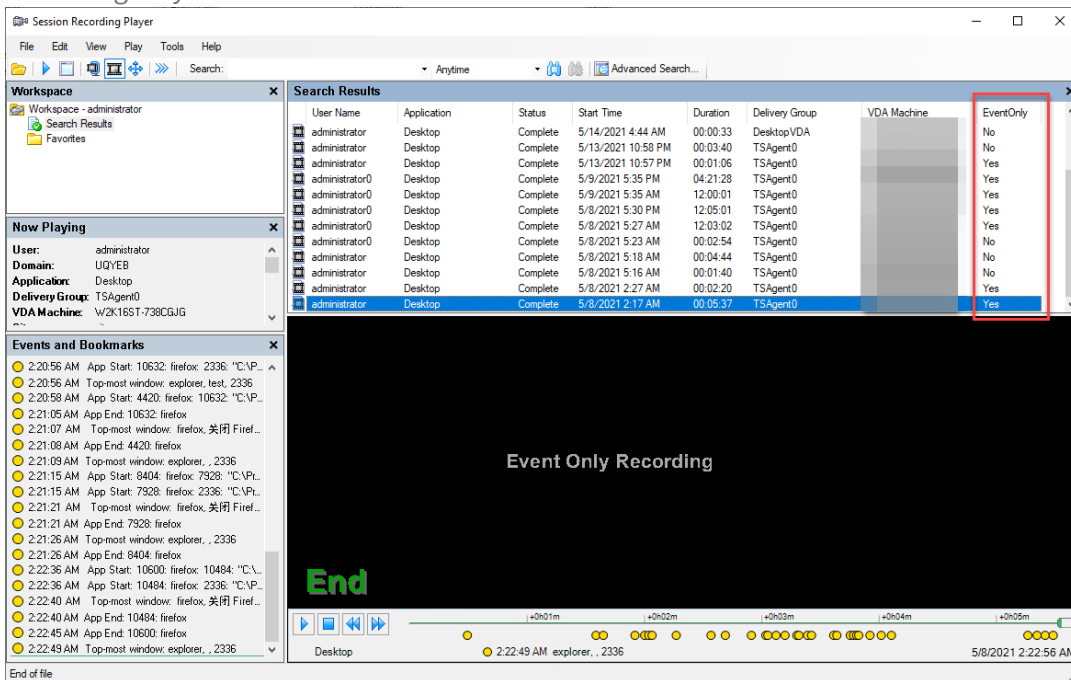 Session Recording Player
File Edit View Play Tools Help
Search: Anytime Advanced Search...
Workspace
Workspace - administrator
Search Results
Favorites
Search Results
User Name Application Status Start Time Duration Delivery Group VDA Machine EventOnly
administrator Desktop Complete 5/14/2021 4:44 AM 00:00:33 DesktopVDA No
administrator Desktop Complete 5/13/2021 10:58 PM 00:03:40 TSAgent0 No
administrator Desktop Complete 5/13/2021 10:57 PM 00:01:06 TSAgent0 Yes
administrator0 Desktop Complete 5/9/2021 5:35 PM 04:21:28 TSAgent0 Yes
administrator0 Desktop Complete 5/9/2021 5:35 AM 12:00:01 TSAgent0 Yes
administrator0 Desktop Complete 5/8/2021 5:30 PM 12:05:01 TSAgent0 Yes
administrator0 Desktop Complete 5/8/2021 5:27 AM 12:03:02 TSAgent0 Yes
administrator0 Desktop Complete 5/8/2021 5:23 AM 00:02:54 TSAgent0 No
administrator Desktop Complete 5/8/2021 5:18 AM 00:04:44 TSAgent0 No
administrator Desktop Complete 5/8/2021 5:16 AM 00:01:40 TSAgent0 No
administrator Desktop Complete 5/8/2021 2:27 AM 00:02:20 TSAgent0 Yes
administrator Desktop Complete 5/8/2021 2:17 AM 00:05:37 TSAgent0 Yes
Now Playing
User: administrator
Domain: UQYEB
Application: Desktop
Delivery Group: TSAgent0
VDA Machine: W2K16ST-738CGJG
Events and Bookmarks
2:20:56 AM App Start: 10632: firefox: 2336: "C:\P...
2:20:56 AM Top-most window: explorer, test, 2336
2:20:58 AM App Start: 4420: firefox: 10632: "C:\P...
2:21:05 AM App End: 10632: firefox
2:21:07 AM Top-most window: firefox, 关闭 Firef...
2:21:08 AM App End: 4420: firefox
2:21:09 AM Top-most window: explorer, , 2336
2:21:15 AM App Start: 8404: firefox: 7928: "C:\Pr...
2:21:15 AM App Start: 7928: firefox: 2336: "C:\Pr...
2:21:21 AM Top-most window: firefox, 关闭 Firef...
2:21:21 AM App End: 7928: firefox
2:21:26 AM Top-most window: explorer, , 2336
2:21:26 AM App End: 8404: firefox
2:22:36 AM App Start: 10600: firefox: 10484: "C:\...
2:22:36 AM App Start: 10484: firefox: 2336: "C:\P...
2:22:40 AM Top-most window: firefox, 关闭 Firef...
2:22:40 AM App End: 10484: firefox
2:22:45 AM App End: 10600: firefox
2:22:49 AM Top-most window: explorer, , 2336
Event Only Recording
End
+0h01m +0h02m +0h03m +0h04m +0h05m
Desktop 2:22:49 AM explorer, , 2336 5/8/2021 2:22:56 AM
End of file